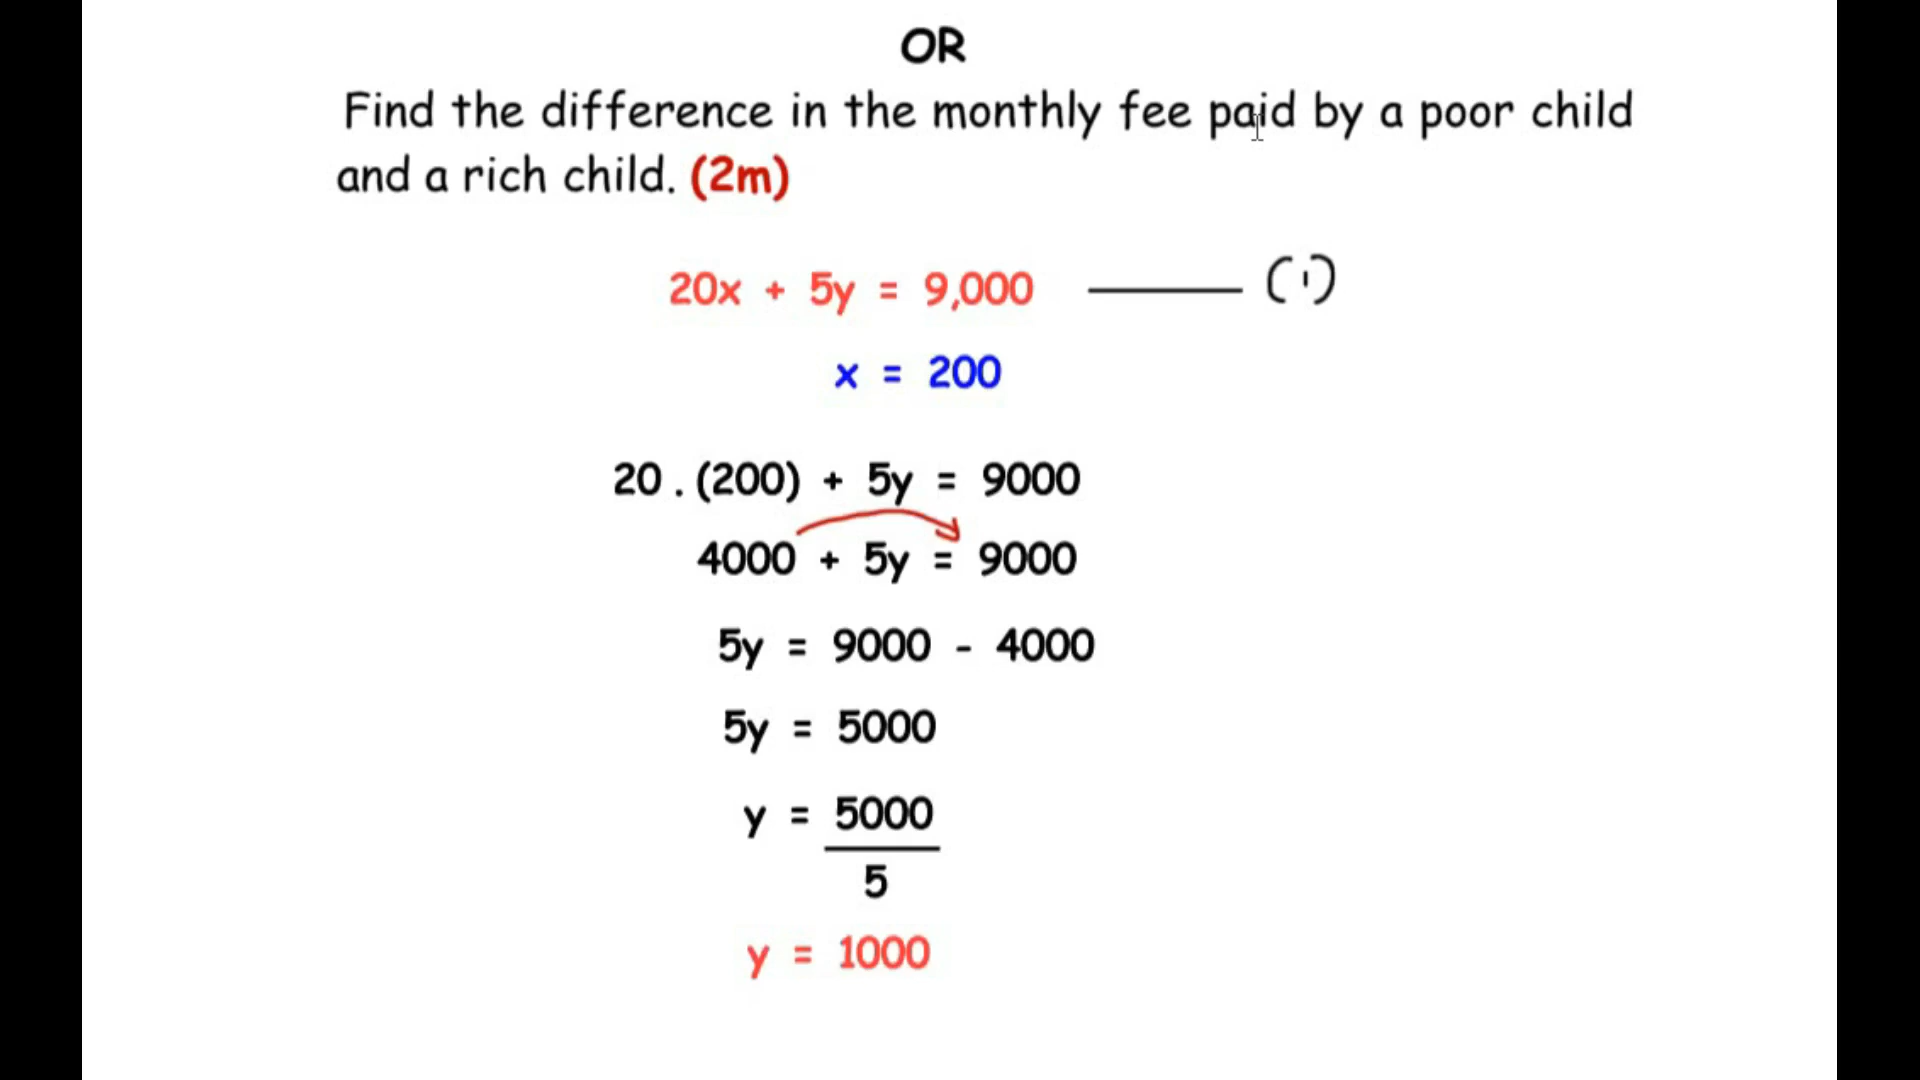 OR
Find the difference in the monthly fee paid by a poor child
and a rich child. (2m)
20x + 5y = 9,000 ——— (1)
x = 200
20 . (200) + 5y = 9000
4000 + 5y = 9000
5y = 9000 - 4000
5y = 5000
y = 5000
5
y = 1000